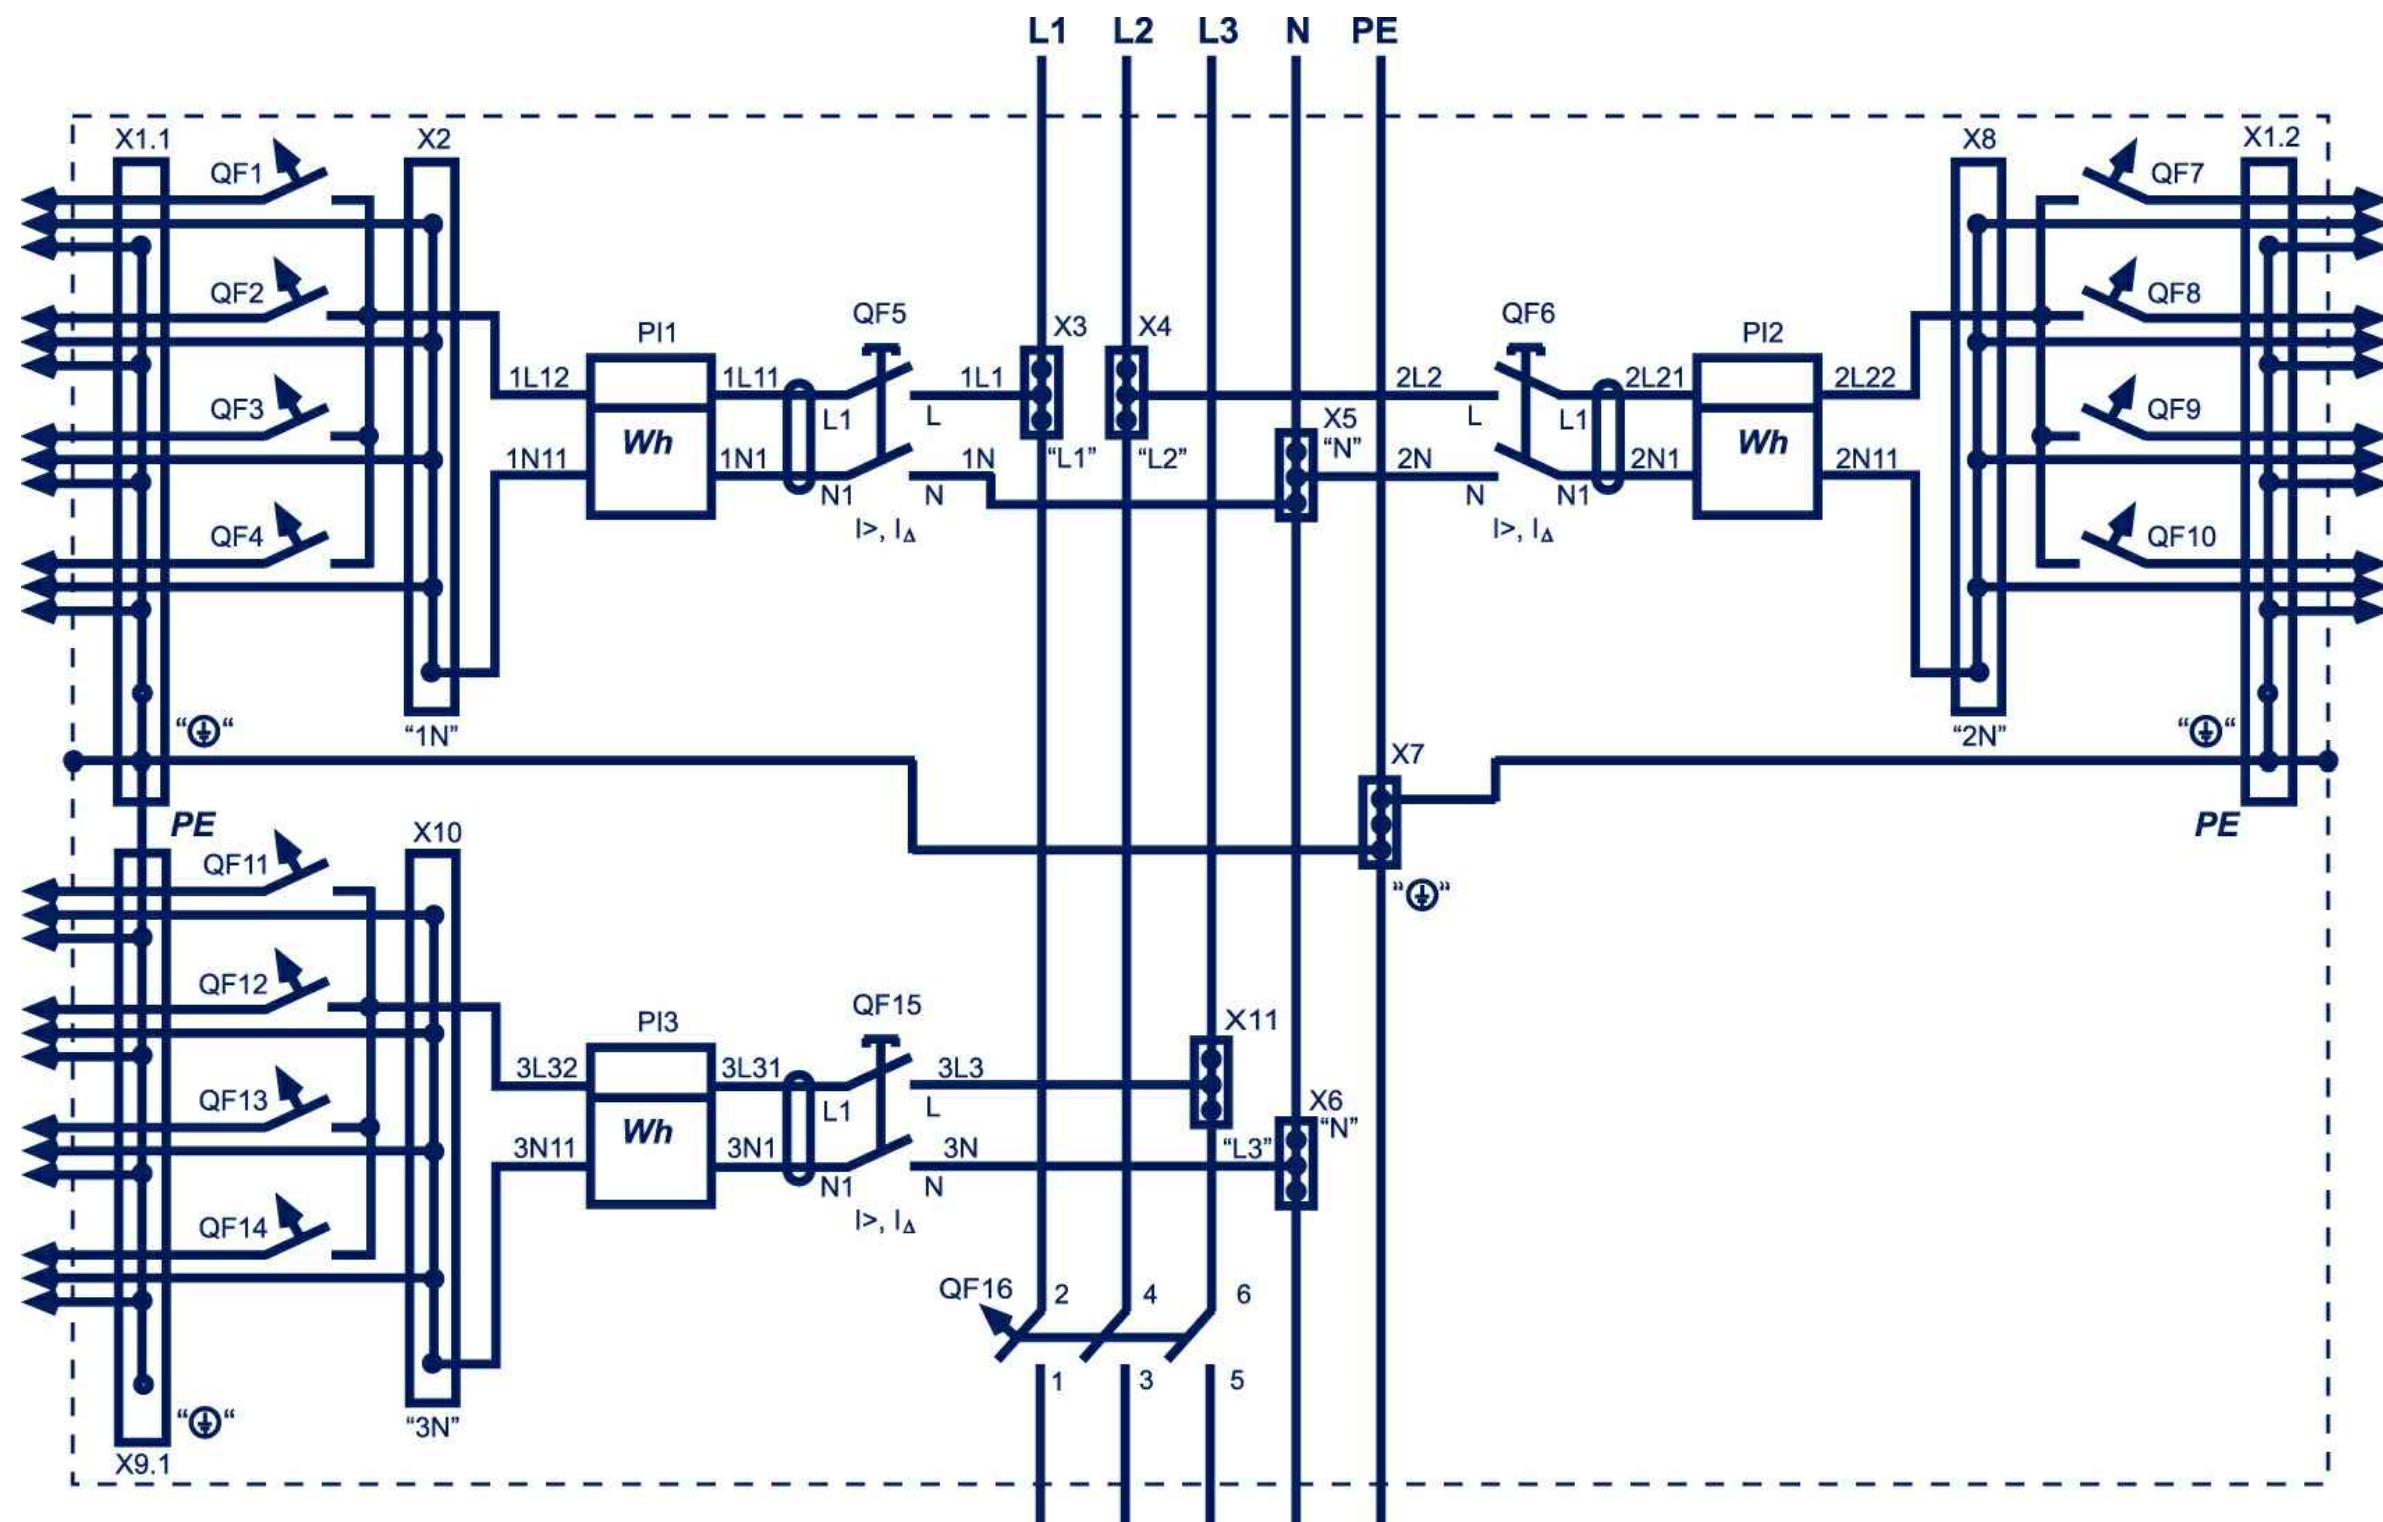 L1 L2 L3 N PE
X1.1 X2 X8 X1.2
QF1 QF7
QF2 QF8
QF5 QF6
PI1 X3 X4 PI2
1L12 1L11 1L1 2L2 2L21 2L22
QF3 QF9
L1 L L L1
X5
Wh “L1” “L2” “N” Wh
1N11 1N1 1N 2N 2N1 2N11
N1 N N N1
I>, IΔ I>, IΔ
QF4 QF10
“ “ “1N” “2N” “ “
X7
PE PE
X10
QF11
” “
QF12
QF15
PI3 X11
3L32 3L31 3L3
QF13 L1 L X6
“N”
Wh “L3”
3N11 3N1 3N
N1 N
I>, IΔ
QF14
QF16 2 4 6
1 3 5
“ “ “3N”
X9.1